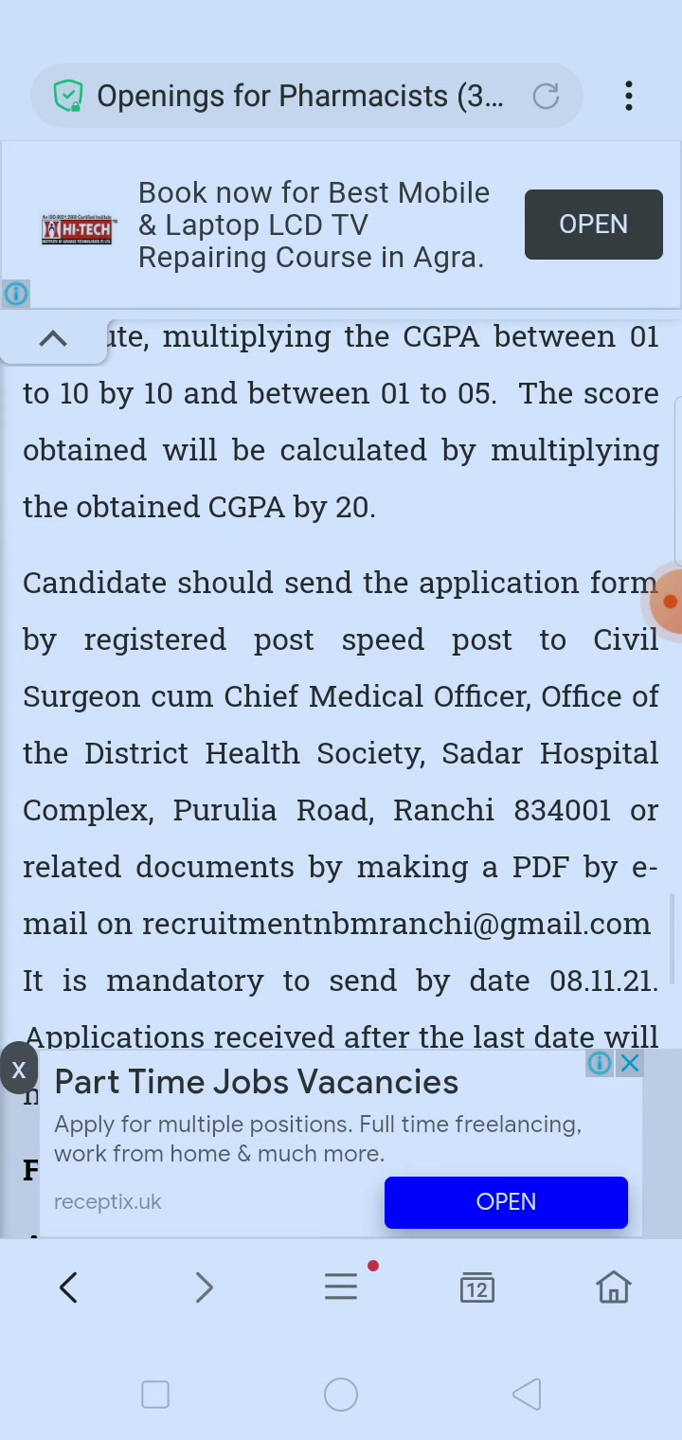 Openings for Pharmacists (3...
Book now for Best Mobile
& Laptop LCD TV
Repairing Course in Agra.
OPEN
HI-TECH
ute, multiplying the CGPA between 01
to 10 by 10 and between 01 to 05. The score
obtained will be calculated by multiplying
the obtained CGPA by 20.
Candidate should send the application form
by registered post speed post to Civil
Surgeon cum Chief Medical Officer, Office of
the District Health Society, Sadar Hospital
Complex, Purulia Road, Ranchi 834001 or
related documents by making a PDF by e-
mail on recruitmentnbmranchi@gmail.com
It is mandatory to send by date 08.11.21.
Applications received after the last date will
X
Part Time Jobs Vacancies
Apply for multiple positions. Full time freelancing,
work from home & much more.
receptix.uk
OPEN
F
12